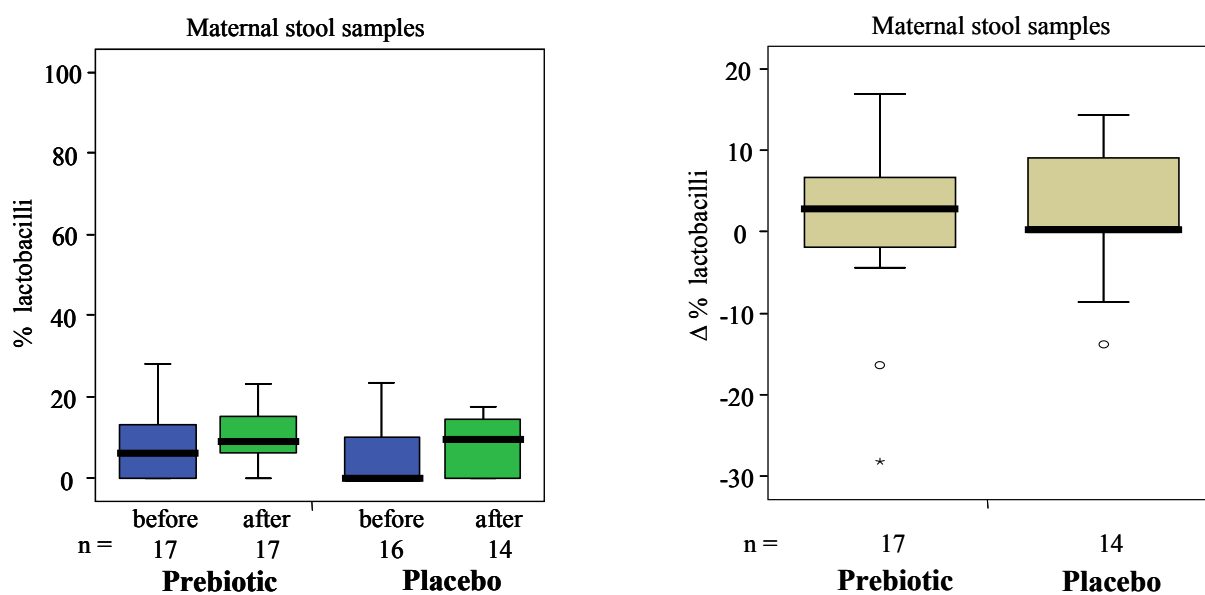 Maternal stool samples
100
80
60
40
20
0
% lactobacilli
before after before after
n = 17 17 16 14
Prebiotic Placebo
Maternal stool samples
20
10
0
-10
-20
-30
Δ % lactobacilli
n = 17 14
Prebiotic Placebo